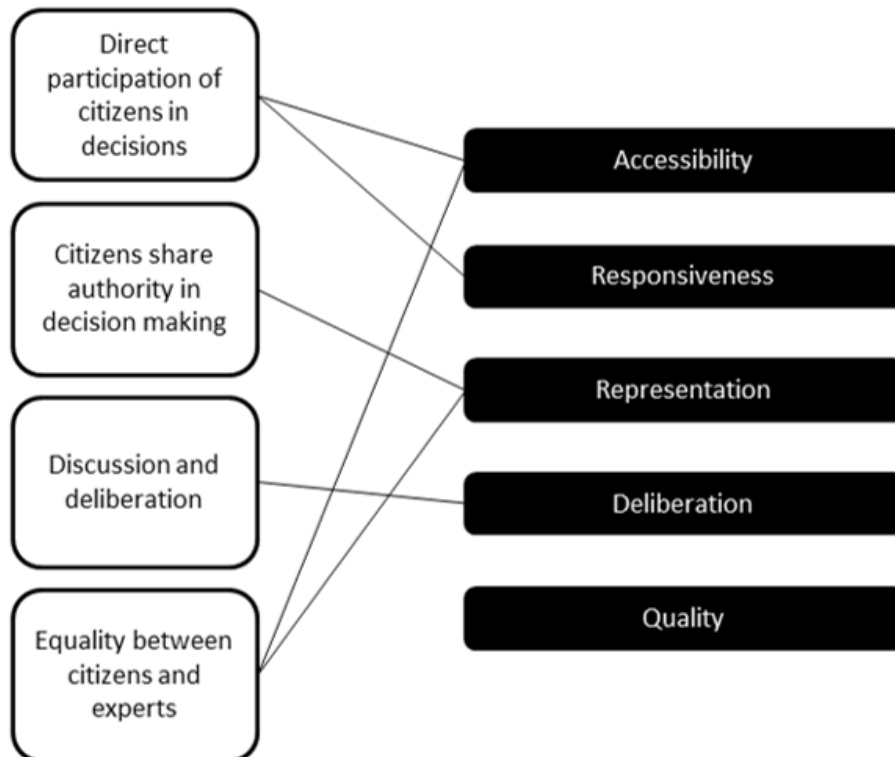 Direct
participation of
citizens in
decisions
Citizens share
authority in
decision making
Discussion and
deliberation
Equality between
citizens and
experts
Accessibility
Responsiveness
Representation
Deliberation
Quality